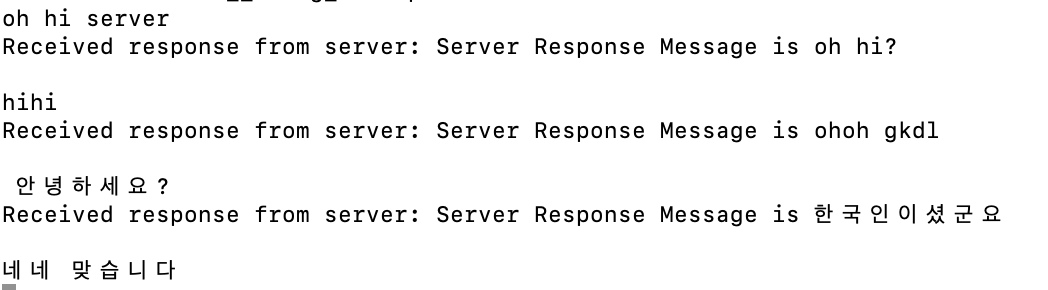 oh hi server
Received response from server: Server Response Message is oh hi?
hihi
Received response from server: Server Response Message is ohoh gkdl
안녕하세요?
Received response from server: Server Response Message is 한국인이셨군요
네네 맞습니다